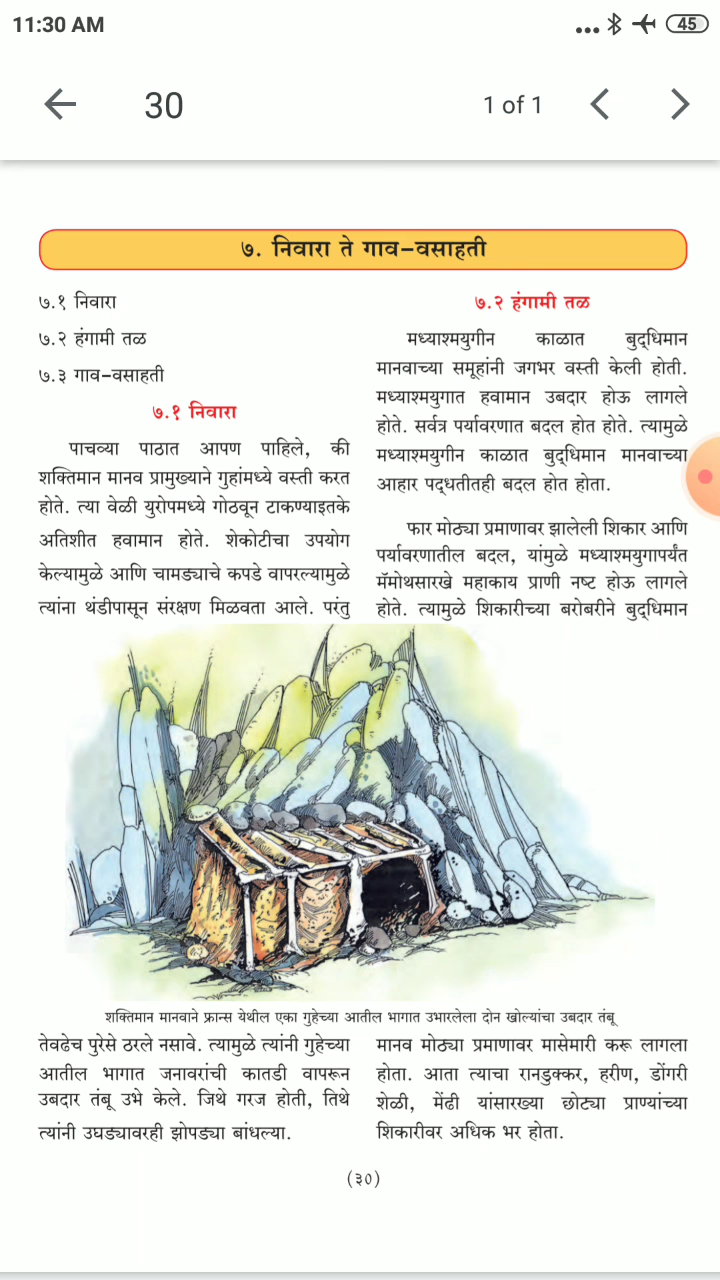 11:30 AM
45
30
1 of 1
७. निवारा ते गाव-वसाहती
७.१ निवारा
७.२ हंगामी तळ
७.३ गाव-वसाहती
७.१ निवारा
पाचव्या पाठात आपण पाहिले, की
शक्तिमान मानव प्रामुख्याने गुहांमध्ये वस्ती करत
होते. त्या वेळी युरोपमध्ये गोठवून टाकण्याइतके
अतिशीत हवामान होते. शेकोटीचा उपयोग
केल्यामुळे आणि चामड्याचे कपडे वापरल्यामुळे
त्यांना थंडीपासून संरक्षण मिळवता आले. परंतु
७.२ हंगामी तळ
मध्याश्मयुगीन काळात बुद्धिमान
मानवाच्या समूहांनी जगभर वस्ती केली होती.
मध्याश्मयुगात हवामान उबदार होऊ लागले
होते. सर्वत्र पर्यावरणात बदल होत होते. त्यामुळे
मध्याश्मयुगीन काळात बुद्धिमान मानवाच्या
आहार पद्धतीतही बदल होत होता.
फार मोठ्या प्रमाणावर झालेली शिकार आणि
पर्यावरणातील बदल, यांमुळे मध्याश्मयुगापर्यंत
मॅमोथसारखे महाकाय प्राणी नष्ट होऊ लागले
होते. त्यामुळे शिकारीच्या बरोबरीने बुद्धिमान
शक्तिमान मानवाने फ्रान्स येथील एका गुहेच्या आतील भागात उभारलेला दोन खोल्यांचा उबदार तंबू
तेवढेच पुरेसे ठरले नसावे. त्यामुळे त्यांनी गुहेच्या
आतील भागात जनावरांची कातडी वापरून
उबदार तंबू उभे केले. जिथे गरज होती, तिथे
त्यांनी उघड्यावरही झोपड्या बांधल्या.
मानव मोठ्या प्रमाणावर मासेमारी करू लागला
होता. आता त्याचा रानडुक्कर, हरीण, डोंगरी
शेळी, मेंढी यांसारख्या छोट्या प्राण्यांच्या
शिकारीवर अधिक भर होता.
(३०)